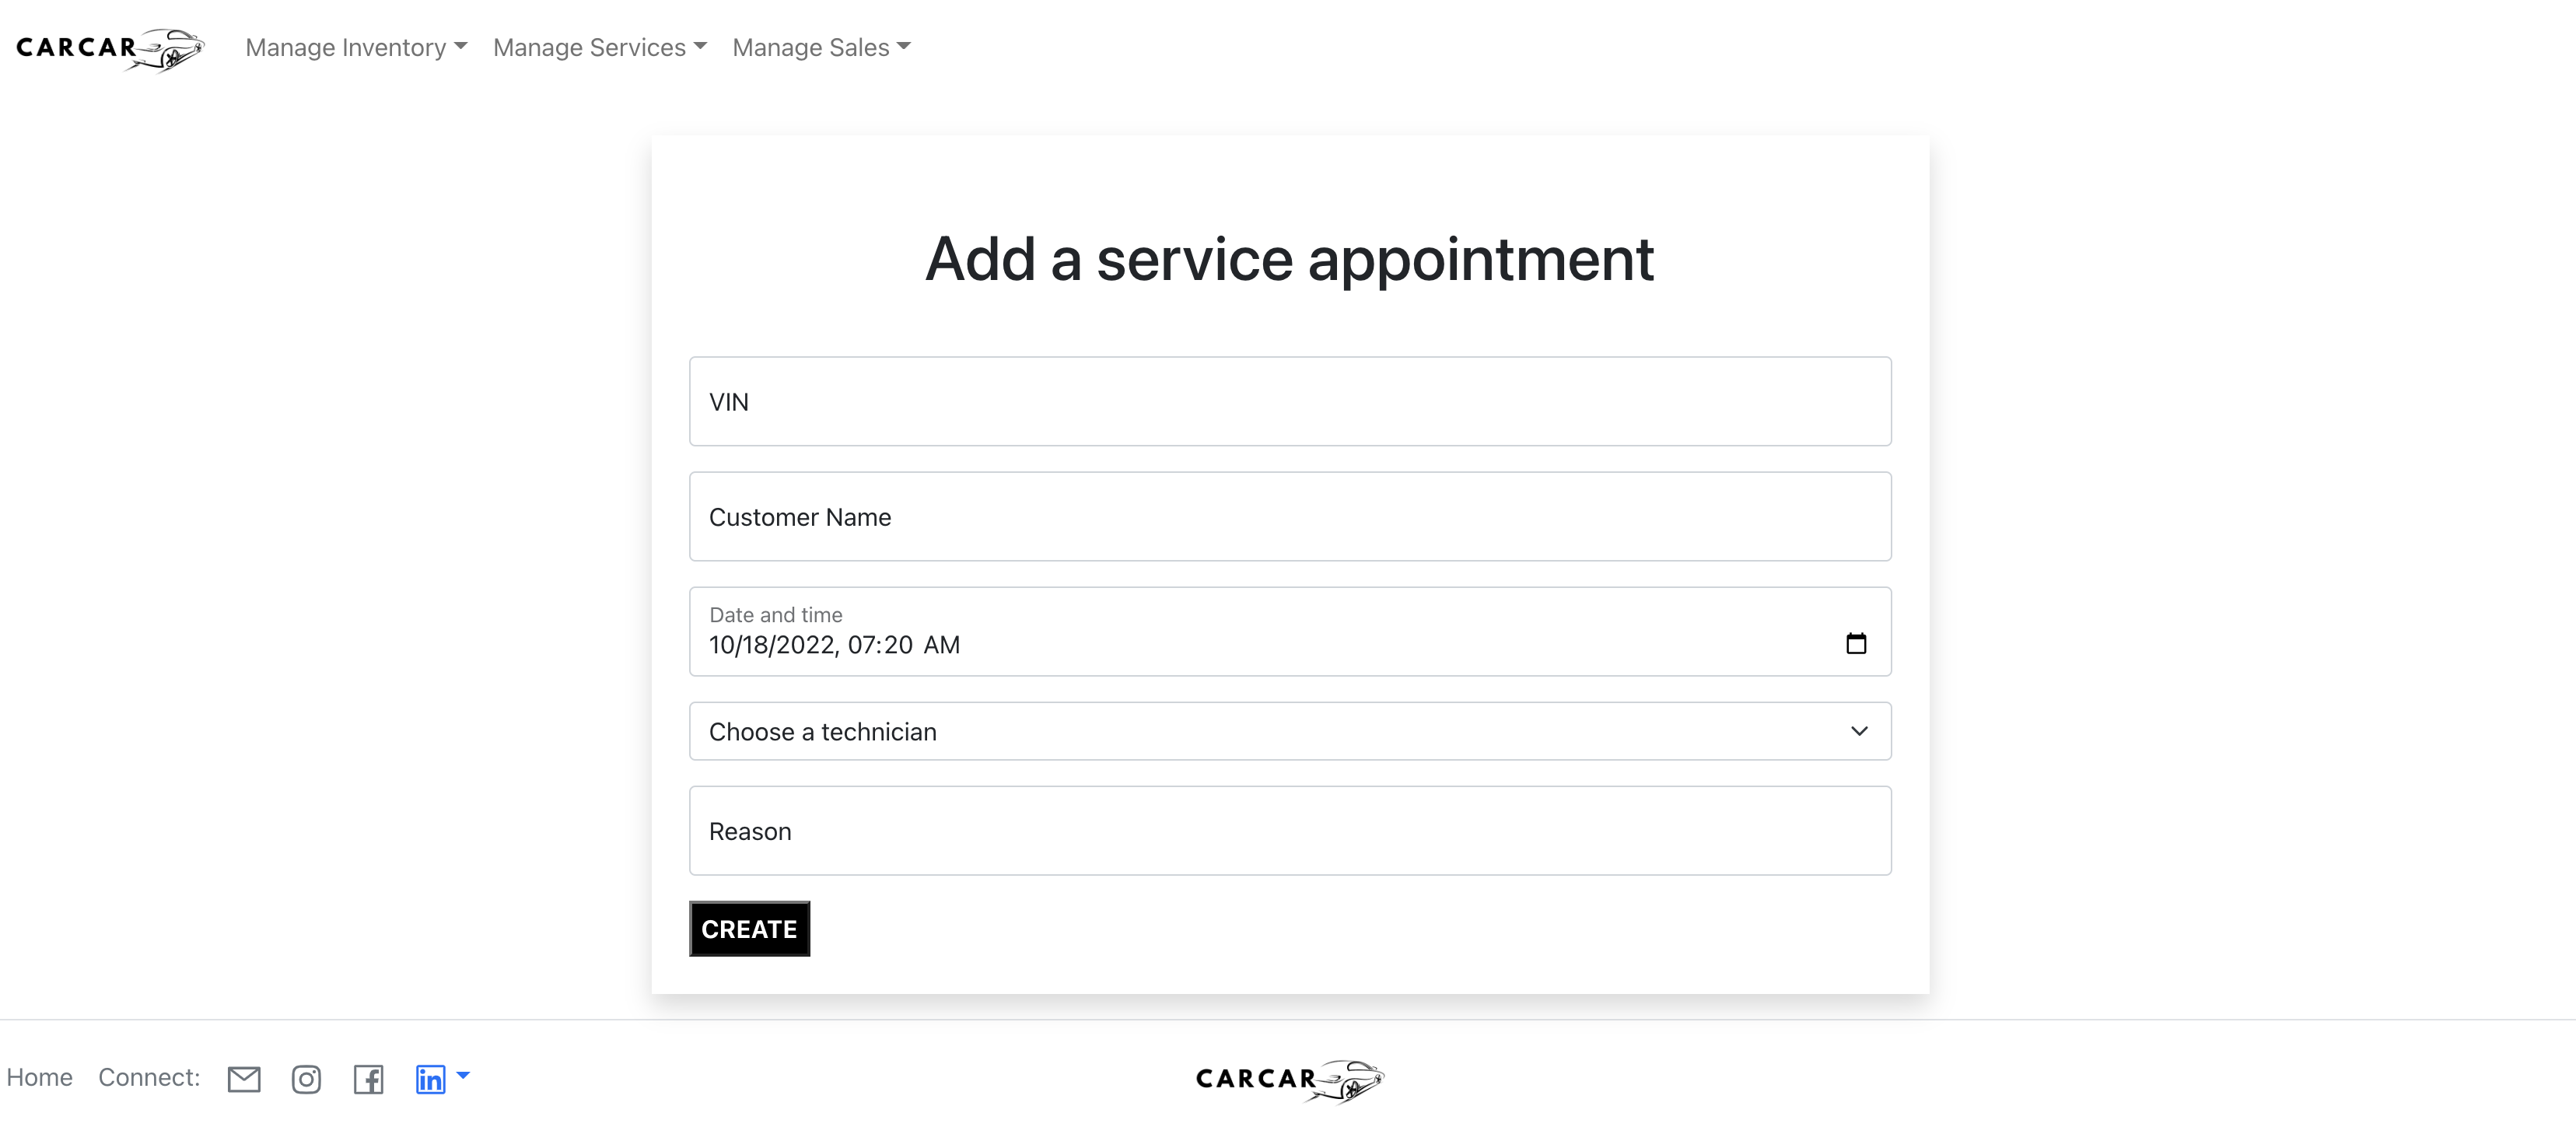 CARCAR Manage Inventory Manage Services Manage Sales
Add a service appointment
VIN
Customer Name
Date and time
10/18/2022, 07:20 AM
Choose a technician
Reason
CREATE
Home Connect: in CARCAR